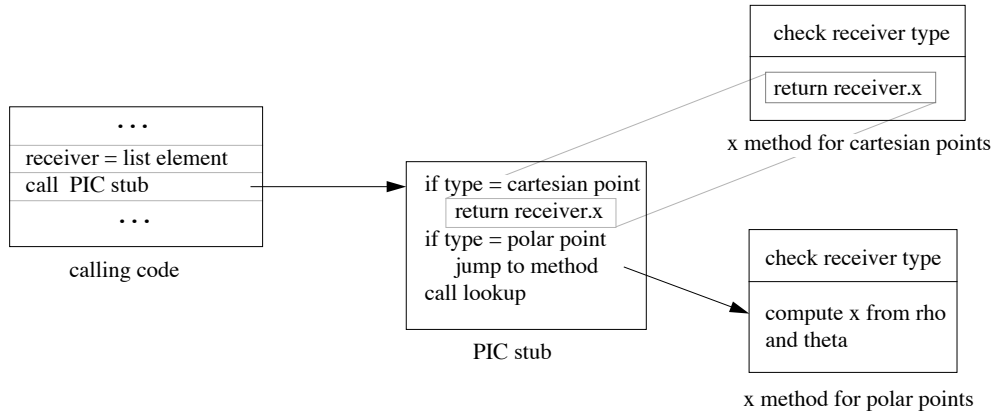 . . .
receiver = list element
call PIC stub
. . .
calling code
if type = cartesian point
return receiver.x
if type = polar point
jump to method
call lookup
PIC stub
check receiver type
return receiver.x
x method for cartesian points
check receiver type
compute x from rho
and theta
x method for polar points